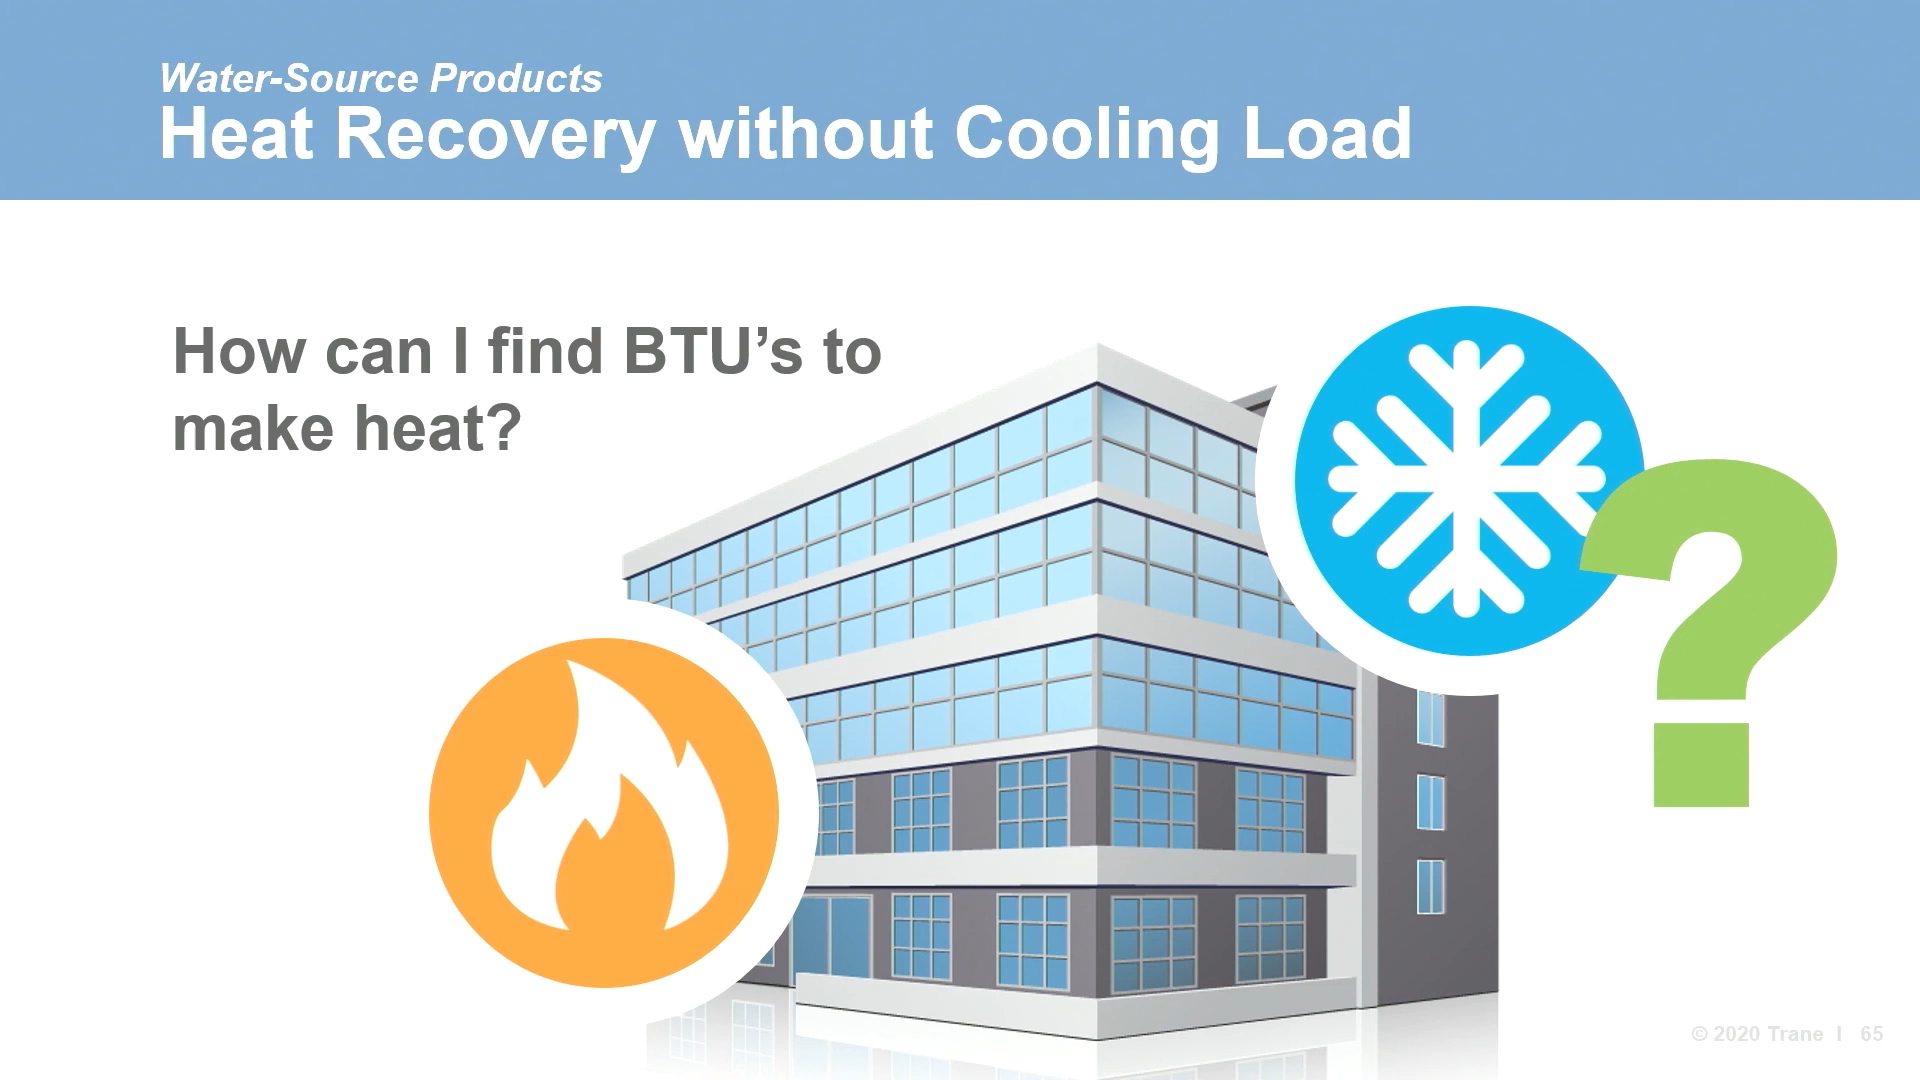 Water-Source Products
Heat Recovery without Cooling Load
How can I find BTU’s to
make heat?
?
© 2020 Trane | 65